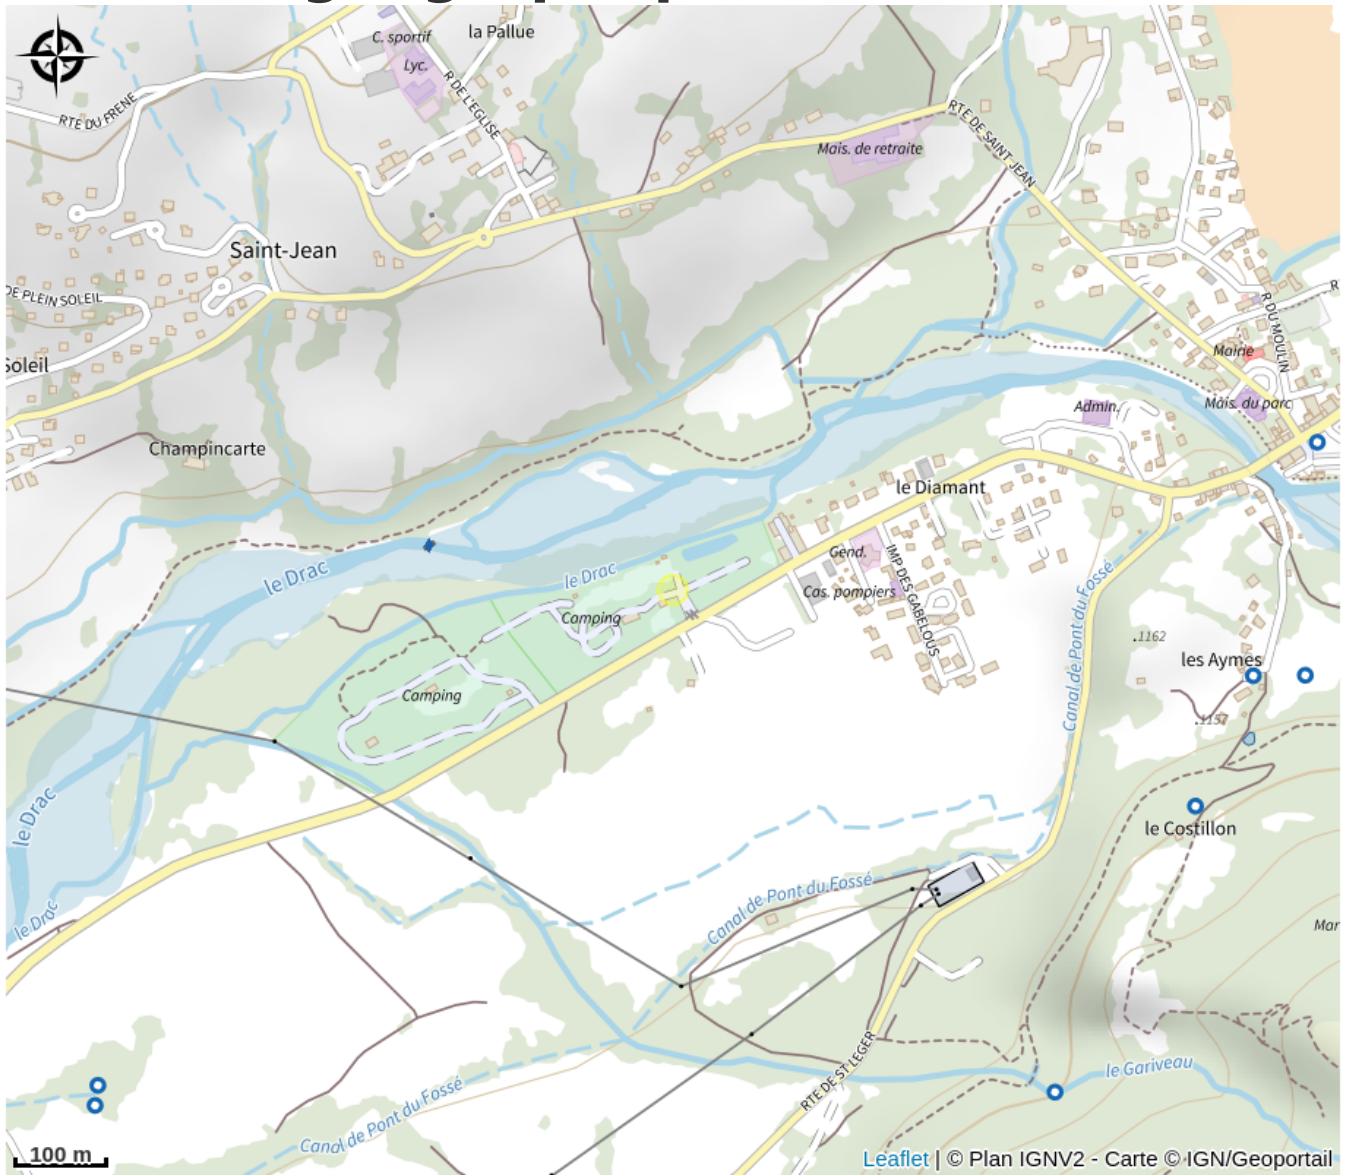 la Pallue
C. sportif
Lyc.
R DE L'EGLISE
RTE DU FRENE
RTE DE SAINT JEAN
Mais. de retraite
Saint-Jean
DE PLEIN SOLEIL
Soleil
R DU MOULIN
R
Mairie
Mais. du parc
Admin.
Champincarte
le Diamant
le Drac
le Drac
Gend.
Cas. pompiers
IMP DES GABELOUS
Camping
Camping
Canal de Pont du Fossé
1162
les Aymes
1157
le Drac
le Costillon
Canal de Pont du Fossé
le Drac
Mar
RTE DE ST LEGER
le Gariveau
Canal de Pont du Fossé
100 m
Leaflet | © Plan IGNV2 - Carte © IGN/Geoportail